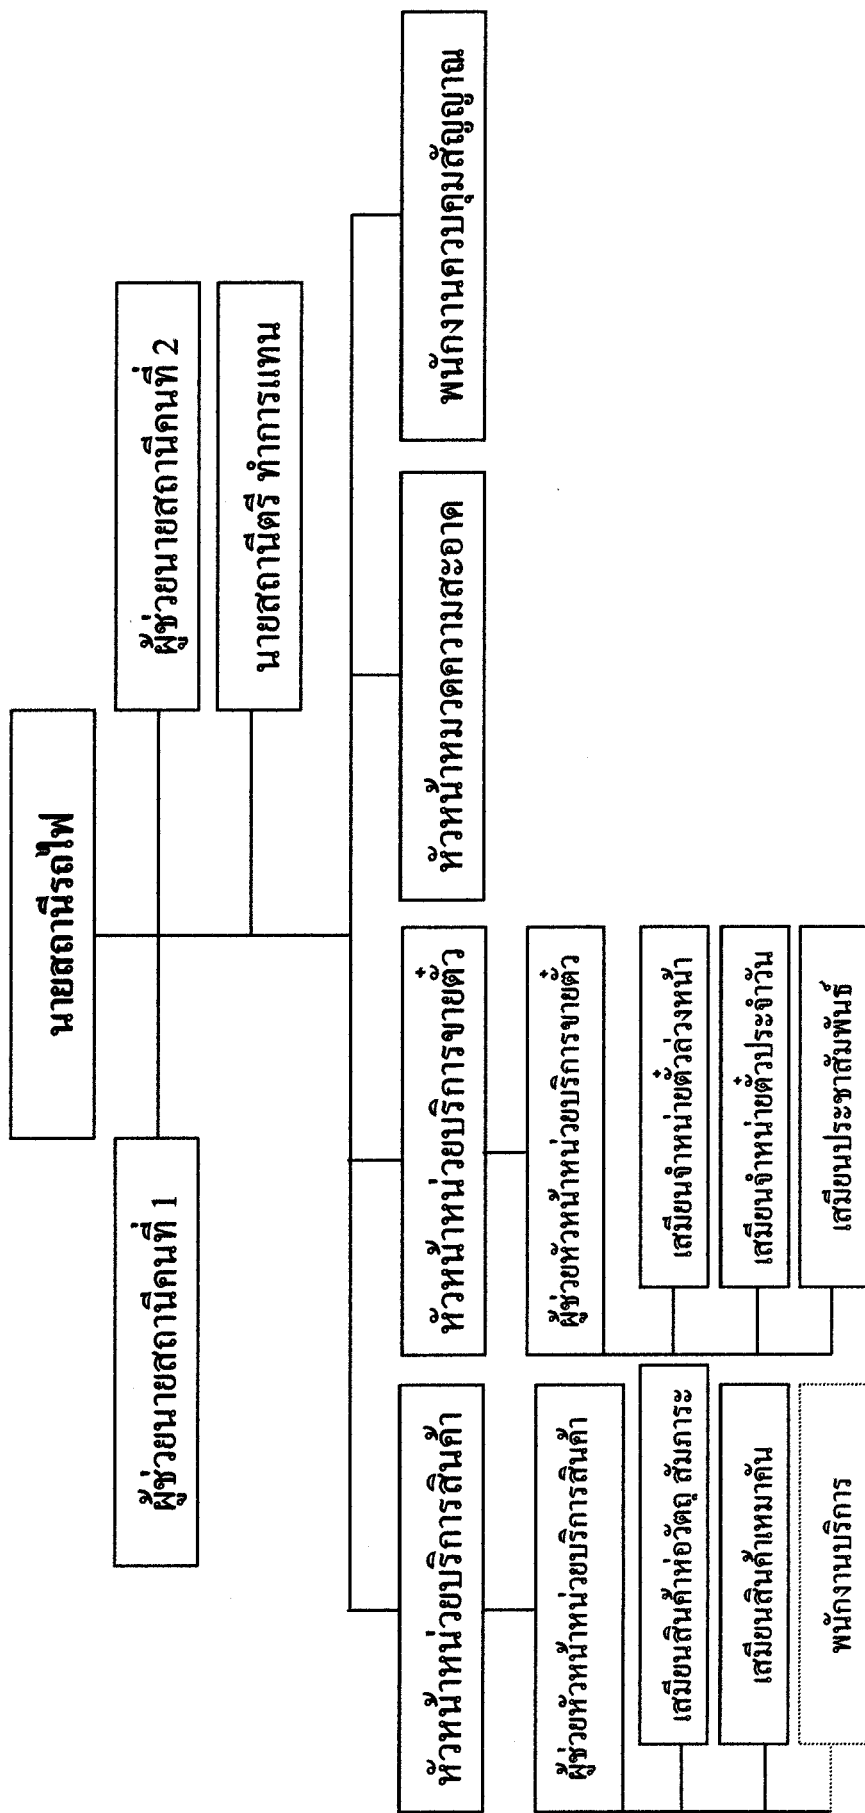 นายสถานีรถไฟ
ผู้ช่วยนายสถานีคนที่ 1
ผู้ช่วยนายสถานีคนที่ 2
นายสถานีตรี ทำการแทน
หัวหน้าหน่วยบริการสินค้า
หัวหน้าหน่วยบริการขายตั๋ว
หัวหน้าหมวดความสะอาด
พนักงานควบคุมสัญญาณ
ผู้ช่วยหัวหน้าหน่วยบริการสินค้า
ผู้ช่วยหัวหน้าหน่วยบริการขายตั๋ว
เสมียนสินค้าห่อวัตถุ สัมภาระ
เสมียนจำหน่ายตั๋วล่วงหน้า
เสมียนสินค้าเหมาคัน
เสมียนจำหน่ายตั๋วประจำวัน
พนักงานบริการ
เสมียนประชาสัมพันธ์